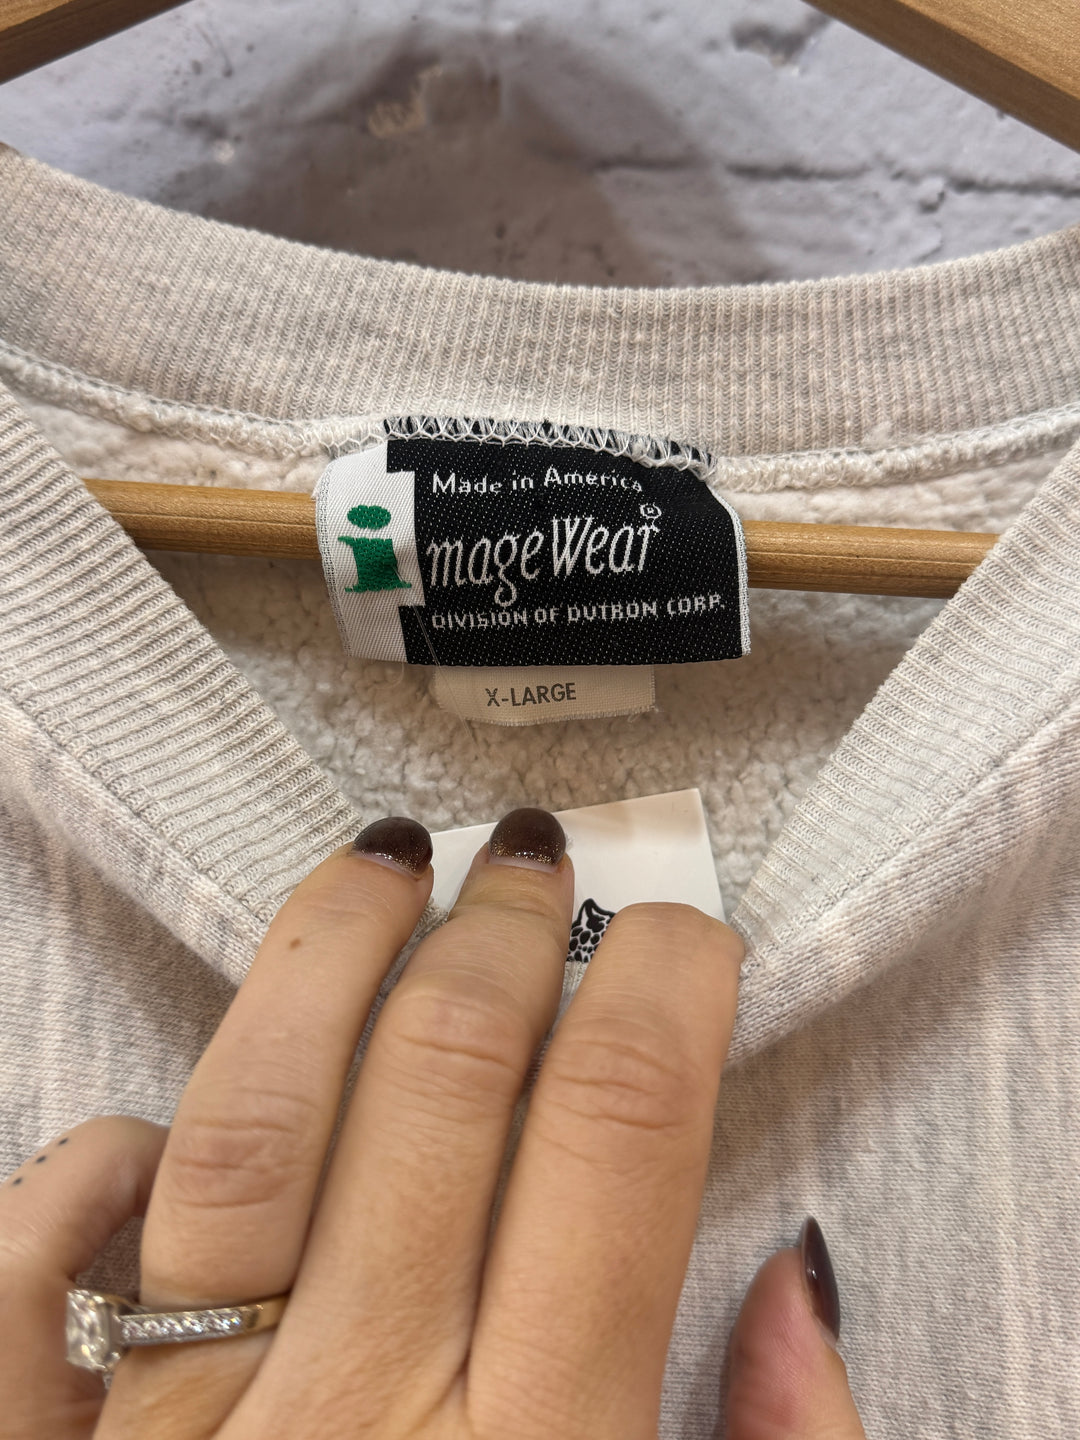 Made in America
imageWear®
DIVISION OF DUTRON CORP.
X-LARGE